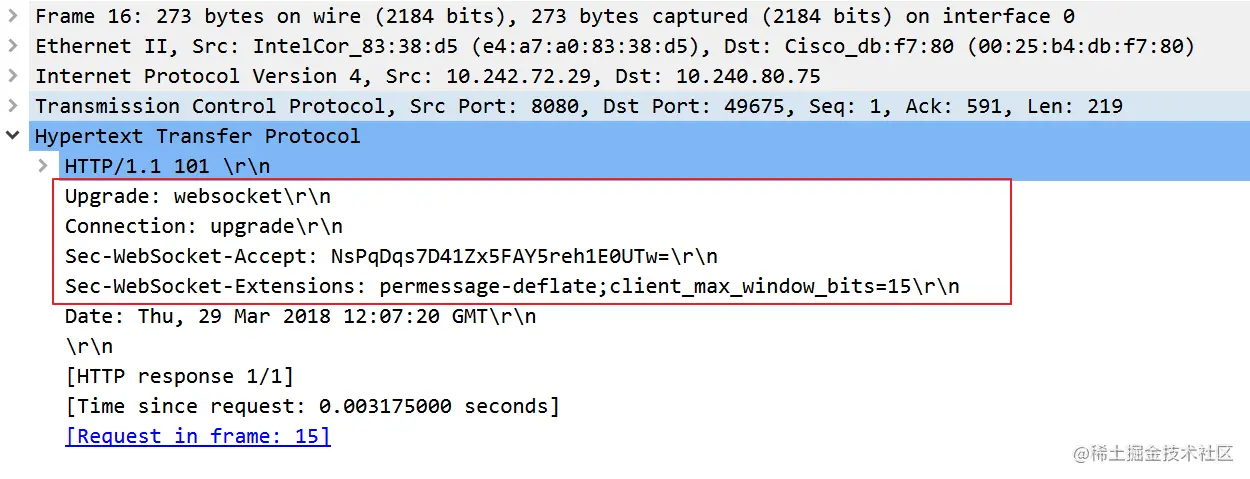 Frame 16: 273 bytes on wire (2184 bits), 273 bytes captured (2184 bits) on interface 0
Ethernet II, Src: IntelCor_83:38:d5 (e4:a7:a0:83:38:d5), Dst: Cisco_db:f7:80 (00:25:b4:db:f7:80)
Internet Protocol Version 4, Src: 10.242.72.29, Dst: 10.240.80.75
Transmission Control Protocol, Src Port: 8080, Dst Port: 49675, Seq: 1, Ack: 591, Len: 219
Hypertext Transfer Protocol
HTTP/1.1 101 \r\n
Upgrade: websocket\r\n
Connection: upgrade\r\n
Sec-WebSocket-Accept: NsPqDqs7D41Zx5FAY5reh1E0UTw=\r\n
Sec-WebSocket-Extensions: permessage-deflate;client_max_window_bits=15\r\n
Date: Thu, 29 Mar 2018 12:07:20 GMT\r\n
\r\n
[HTTP response 1/1]
[Time since request: 0.003175000 seconds]
[Request in frame: 15]
@稀土掘金技术社区